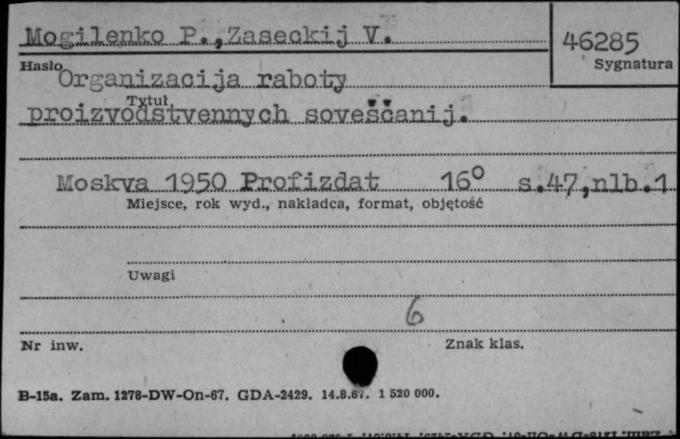 Mogilenko P.,Zaseckij V.
46285
Hasło
Sygnatura
Organizacija raboty
Tytuł
proizvodstvennych soveščanij.
Moskva 1950 Profizdat 16° s.47,nlb.1
Miejsce, rok wyd., nakładca, format, objętość
Uwagi
6
Nr inw.
Znak klas.
B-15a. Zam. 1278-DW-On-67. GDA-2429. 14.8.67. 1 520 000.